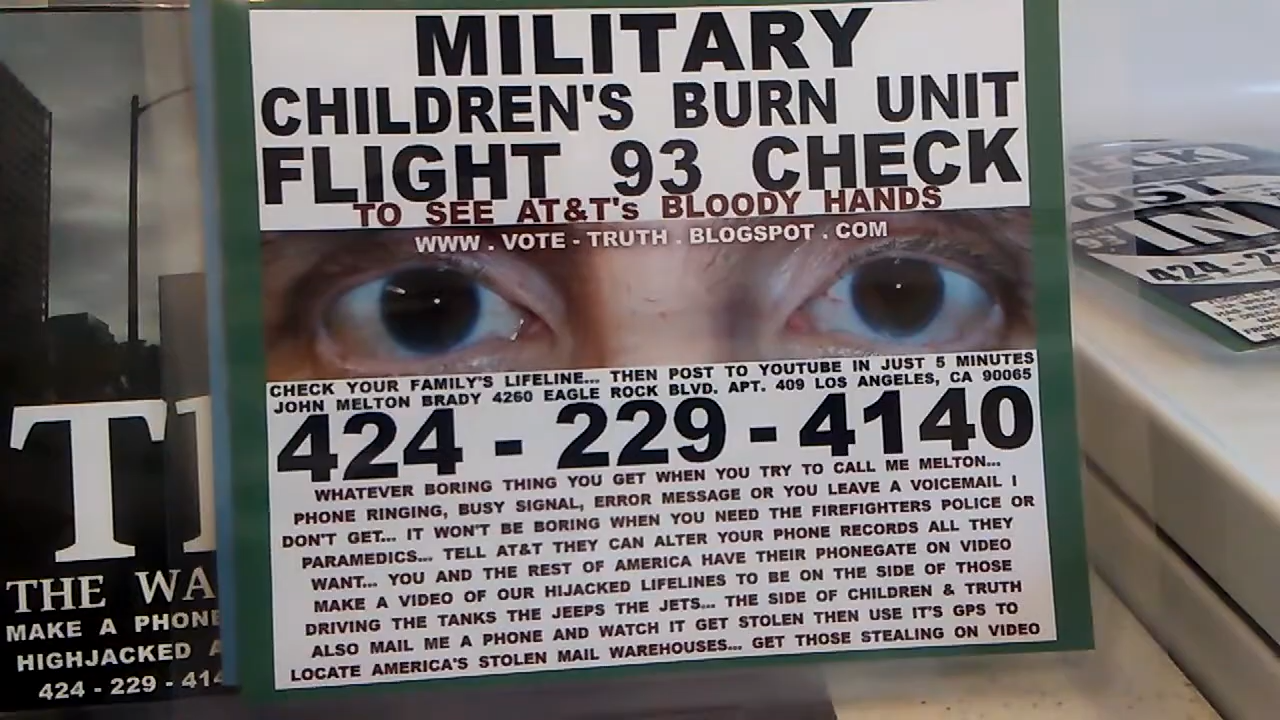 MILITARY
CHILDREN'S BURN UNIT
FLIGHT 93 CHECK
TO SEE AT&T's BLOODY HANDS
WWW . VOTE - TRUTH . BLOGSPOT . COM
CHECK YOUR FAMILY'S LIFELINE... THEN POST TO YOUTUBE IN JUST 5 MINUTES
JOHN MELTON BRADY 4260 EAGLE ROCK BLVD. APT. 409 LOS ANGELES, CA 90065
424 - 229 - 4140
WHATEVER BORING THING YOU GET WHEN YOU TRY TO CALL ME MELTON...
PHONE RINGING, BUSY SIGNAL, ERROR MESSAGE OR YOU LEAVE A VOICEMAIL I
DON'T GET... IT WON'T BE BORING WHEN YOU NEED THE FIREFIGHTERS POLICE OR
PARAMEDICS... TELL AT&T THEY CAN ALTER YOUR PHONE RECORDS ALL THEY
WANT... YOU AND THE REST OF AMERICA HAVE THEIR PHONEGATE ON VIDEO
MAKE A VIDEO OF OUR HIJACKED LIFELINES TO BE ON THE SIDE OF THOSE
DRIVING THE TANKS THE JEEPS THE JETS... THE SIDE OF CHILDREN & TRUTH
ALSO MAIL ME A PHONE AND WATCH IT GET STOLEN THEN USE IT'S GPS TO
LOCATE AMERICA'S STOLEN MAIL WAREHOUSES... GET THOSE STEALING ON VIDEO
THE WA
MAKE A PHONE
HIGHJACKED
424 - 229 - 414
IN
424 - 2